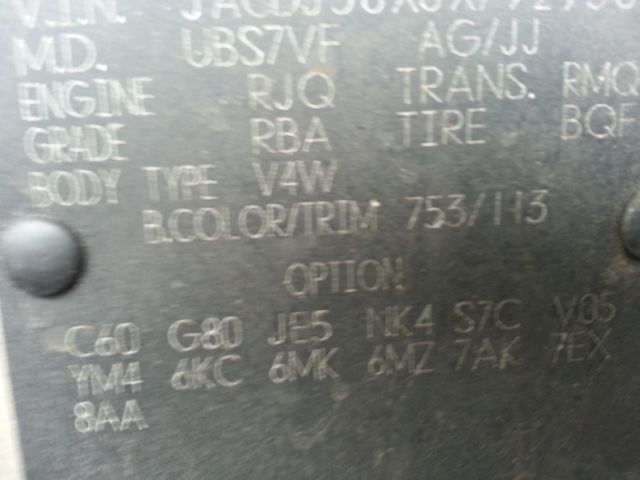 V.I.N.
M.D. UBS7VF AG/JJ
ENGINE RJQ TRANS. RMQ
GRADE RBA TIRE BQF
BODY TYPE V4W
B.COLOR/TRIM 753/113
OPTION
C60 G80 JE5 NK4 S7C V05
YM4 6KC 6MK 6MZ 7AK 7EX
8AA